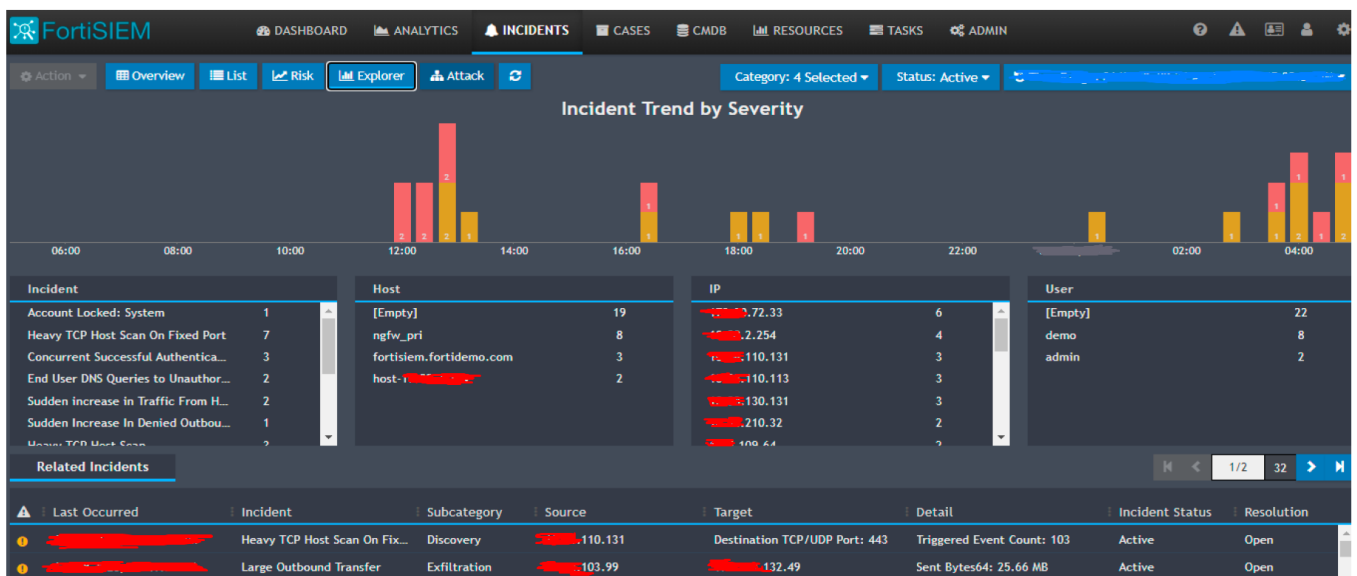 FortiSIEM DASHBOARD ANALYTICS INCIDENTS CASES CMDB RESOURCES TASKS ADMIN
Action Overview List Risk Explorer Attack Category: 4 Selected Status: Active
Incident Trend by Severity
2
1 1 1 1
2 2 2 1 1 1 1 1 1 1 1 2 1 2
06:00 08:00 10:00 12:00 14:00 16:00 18:00 20:00 22:00 02:00 04:00
Incident Host IP User
Account Locked: System 1 [Empty] 19 .72.33 6 [Empty] 22
Heavy TCP Host Scan On Fixed Port 7 ngfw_pri 8 .2.254 4 demo 8
Concurrent Successful Authentica... 3 fortisiem.fortidemo.com 3 .110.131 3 admin 2
End User DNS Queries to Unauthor... 2 host- 2 .110.113 3
Sudden increase in Traffic From H... 2 .130.131 3
Sudden Increase In Denied Outbou... 1 .210.32 2
Heavy TCP Host Scan 2 .109.64 2
Related Incidents 1/2 32
Last Occurred Incident Subcategory Source Target Detail Incident Status Resolution
Heavy TCP Host Scan On Fix... Discovery .110.131 Destination TCP/UDP Port: 443 Triggered Event Count: 103 Active Open
Large Outbound Transfer Exfiltration .103.99 .132.49 Sent Bytes64: 25.66 MB Active Open